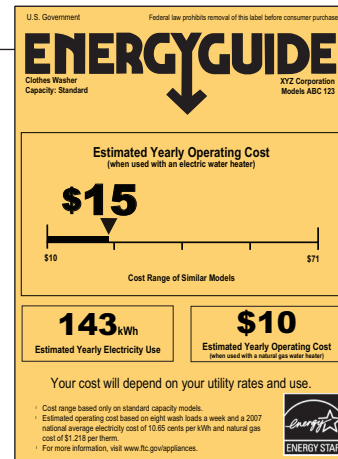 U.S. Government Federal law prohibits removal of this label before consumer purchase
ENERGYGUIDE
Clothes Washer
Capacity: Standard
XYZ Corporation
Models ABC 123
Estimated Yearly Operating Cost
(when used with an electric water heater)
$15
$10 $71
Cost Range of Similar Models
143kWh
Estimated Yearly Electricity Use
$10
Estimated Yearly Operating Cost
(when used with a natural gas water heater)
Your cost will depend on your utility rates and use.
Cost range based only on standard capacity models.
Estimated operating cost based on eight wash loads a week and a 2007
national average electricity cost of 10.65 cents per kWh and natural gas
cost of $1.218 per therm.
For more information, visit www.ftc.gov/appliances.
energy
ENERGY STAR